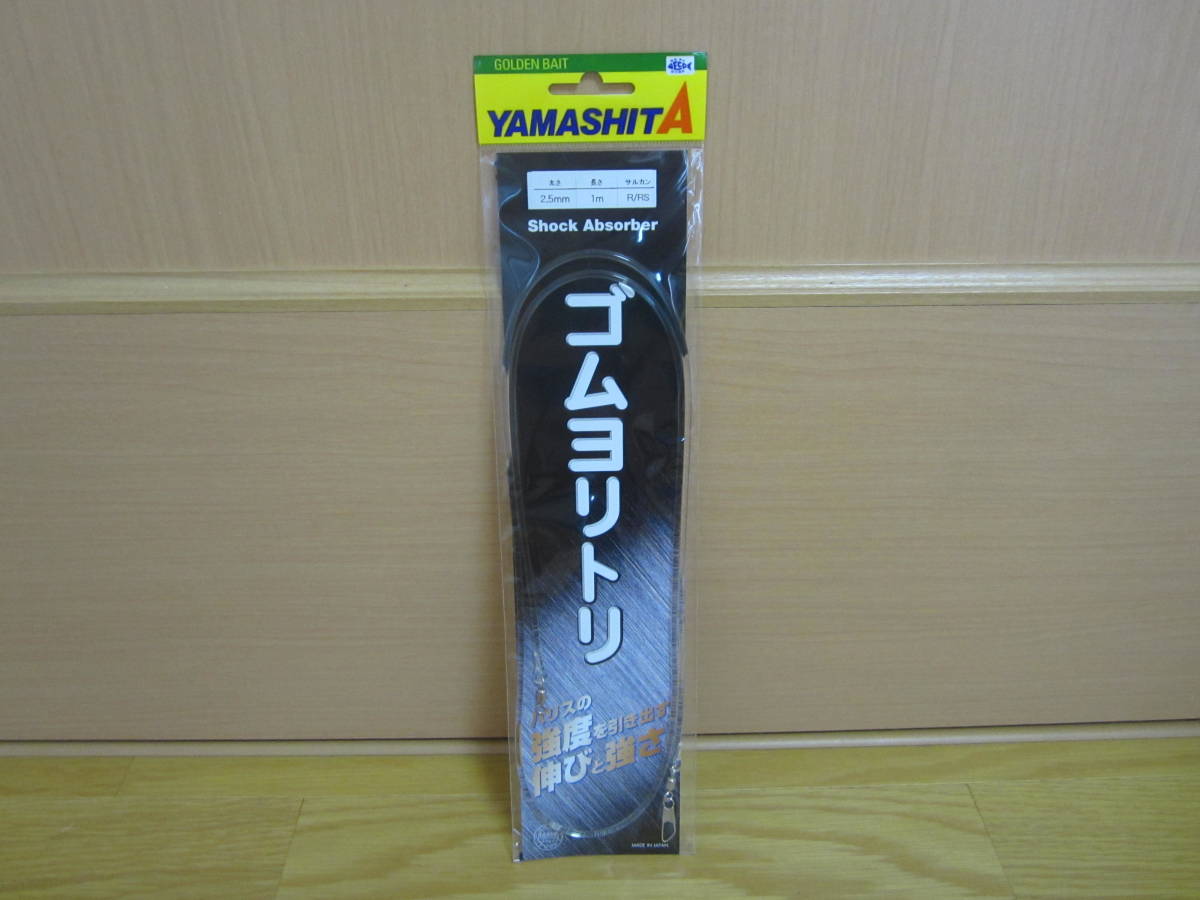 GOLDEN BAIT
YAMASHITA
太さ 長さ サルカン
2.5mm 1m R/RS
Shock Absorber
ゴムヨリトリ
ハリスの
強度を引き出す
伸びと強さ
MADE IN JAPAN